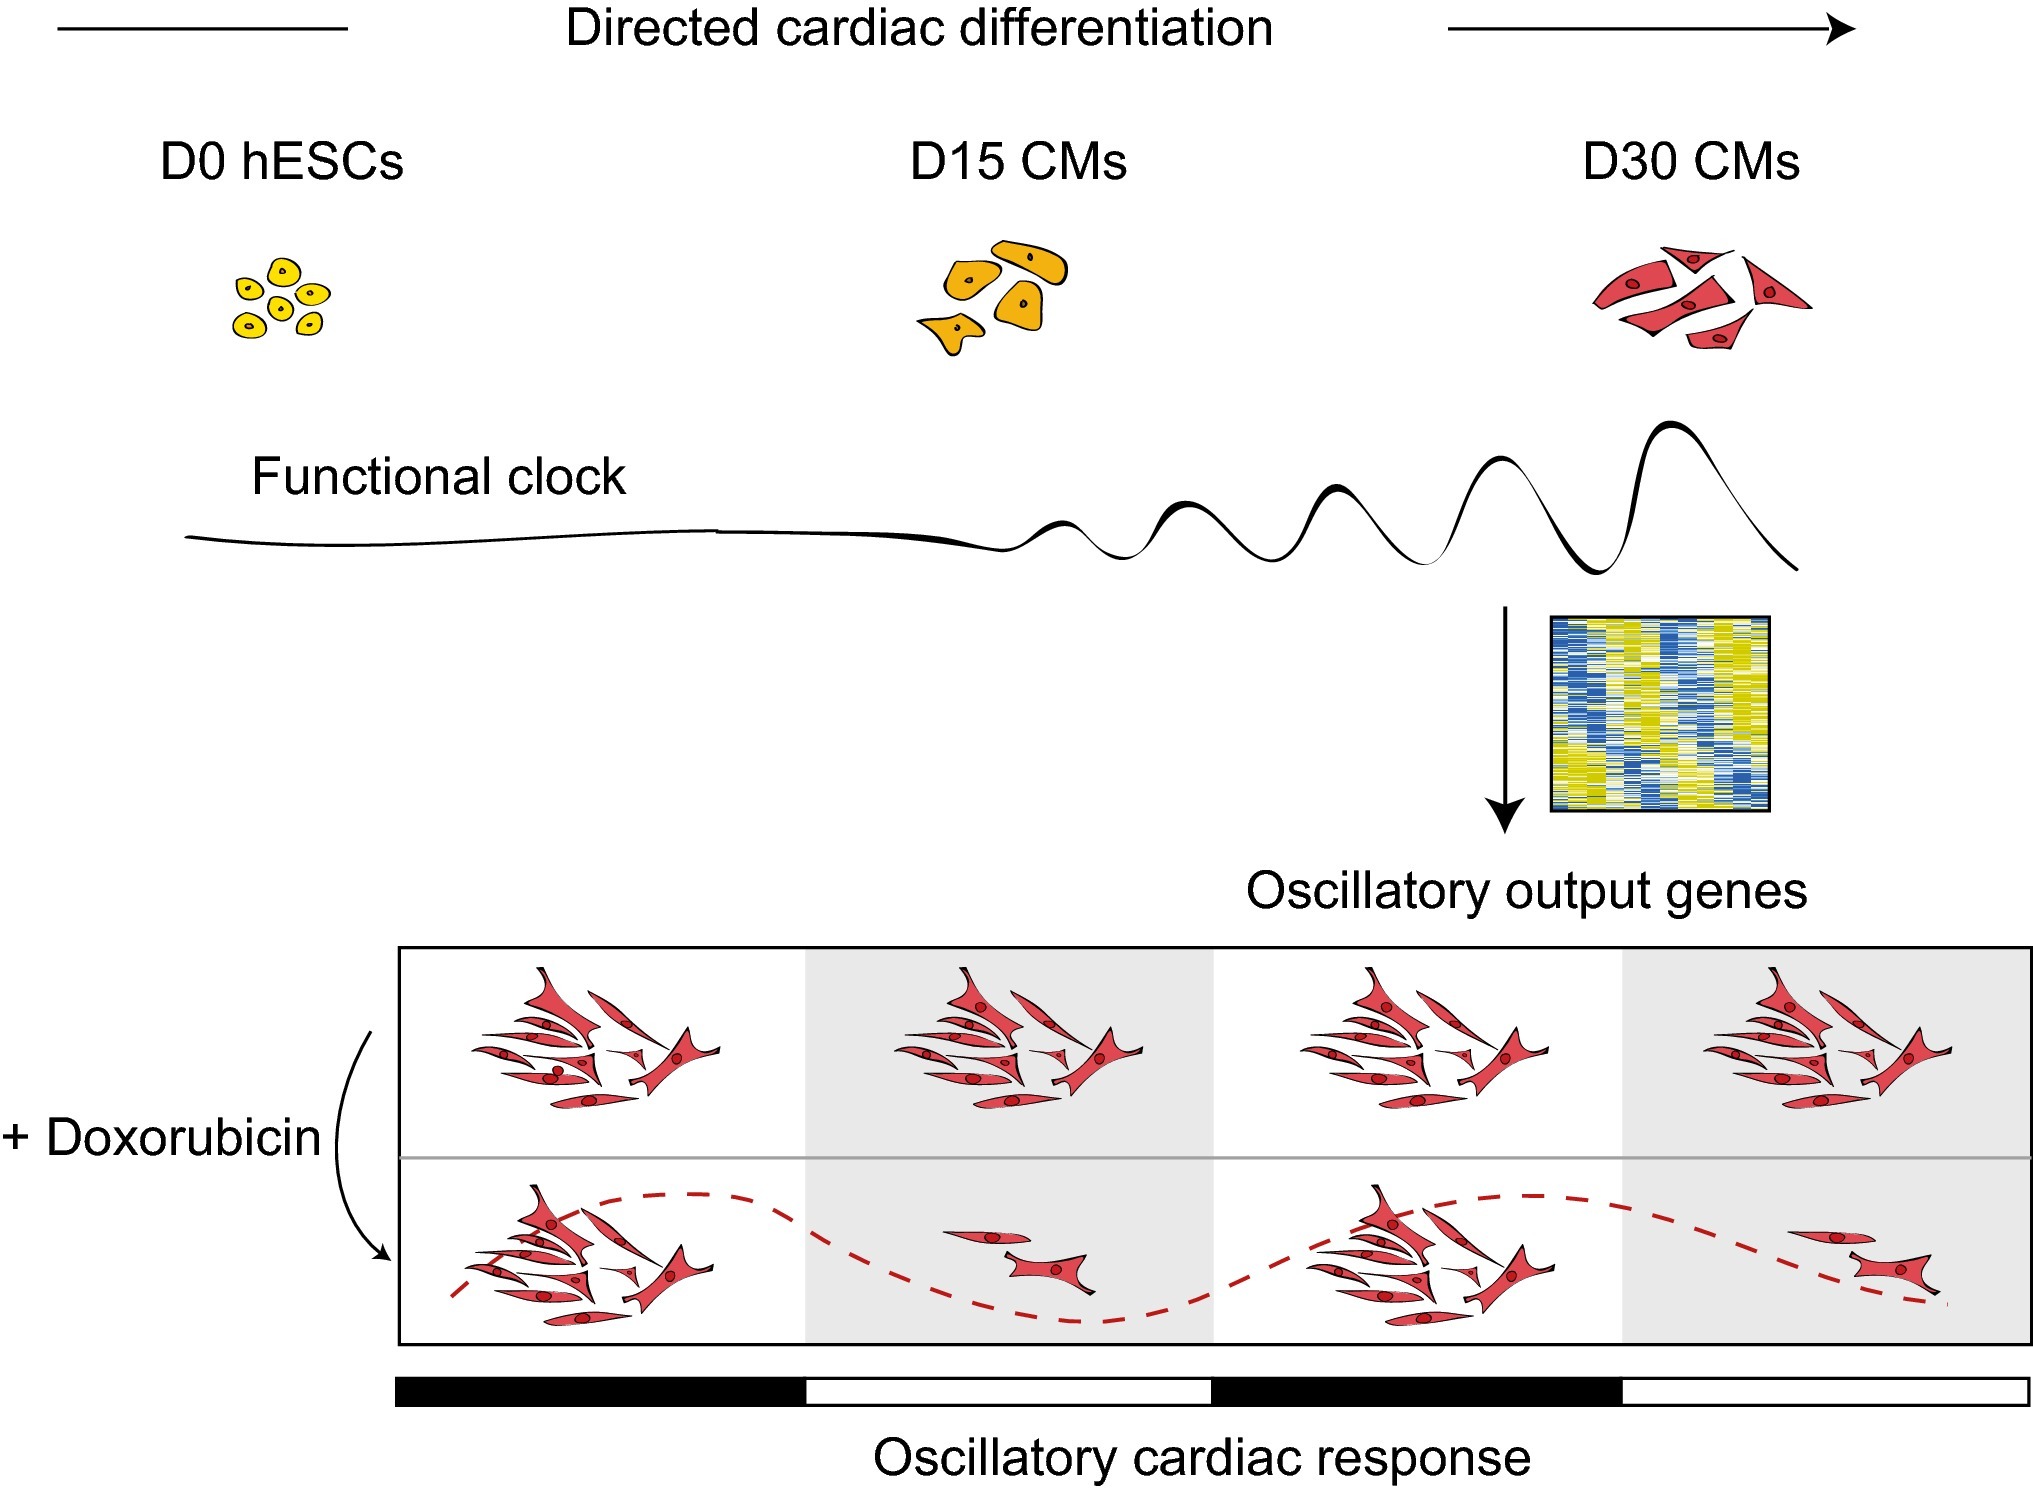 Directed cardiac differentiation
D0 hESCs
D15 CMs
D30 CMs
Functional clock
Oscillatory output genes
+ Doxorubicin
Oscillatory cardiac response